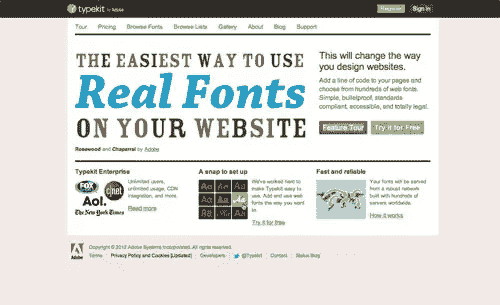 typekit by Adobe
Register Sign in
Tour Pricing Browse Fonts Browse Lists Gallery About Blog Support
THE EASIEST WAY TO USE
Real Fonts
ON YOUR WEBSITE
Rosewood and Chaparral by Adobe
This will change the way
you design websites.
Add a line of code to your pages and
choose from hundreds of web fonts.
Simple, bulletproof, standards
compliant, accessible, and totally legal.
Feature Tour Try it for Free
Typekit Enterprise
FOX
cnet
Aol.
The New York Times
Unlimited users,
unlimited usage, CDN
integration, and more.
Read more
A snap to set up
We've worked hard to
make Typekit easy to
use. Add and use web
fonts the way you want
to.
Try it for free
Fast and reliable
Your fonts will be
served from a robust network
built with hundreds of
servers worldwide.
How it works
Adobe
Copyright © 2012 Adobe Systems Incorporated. All rights reserved.
Terms Privacy Policy and Cookies (Updated) Developers @Typekit Contact Status Blog